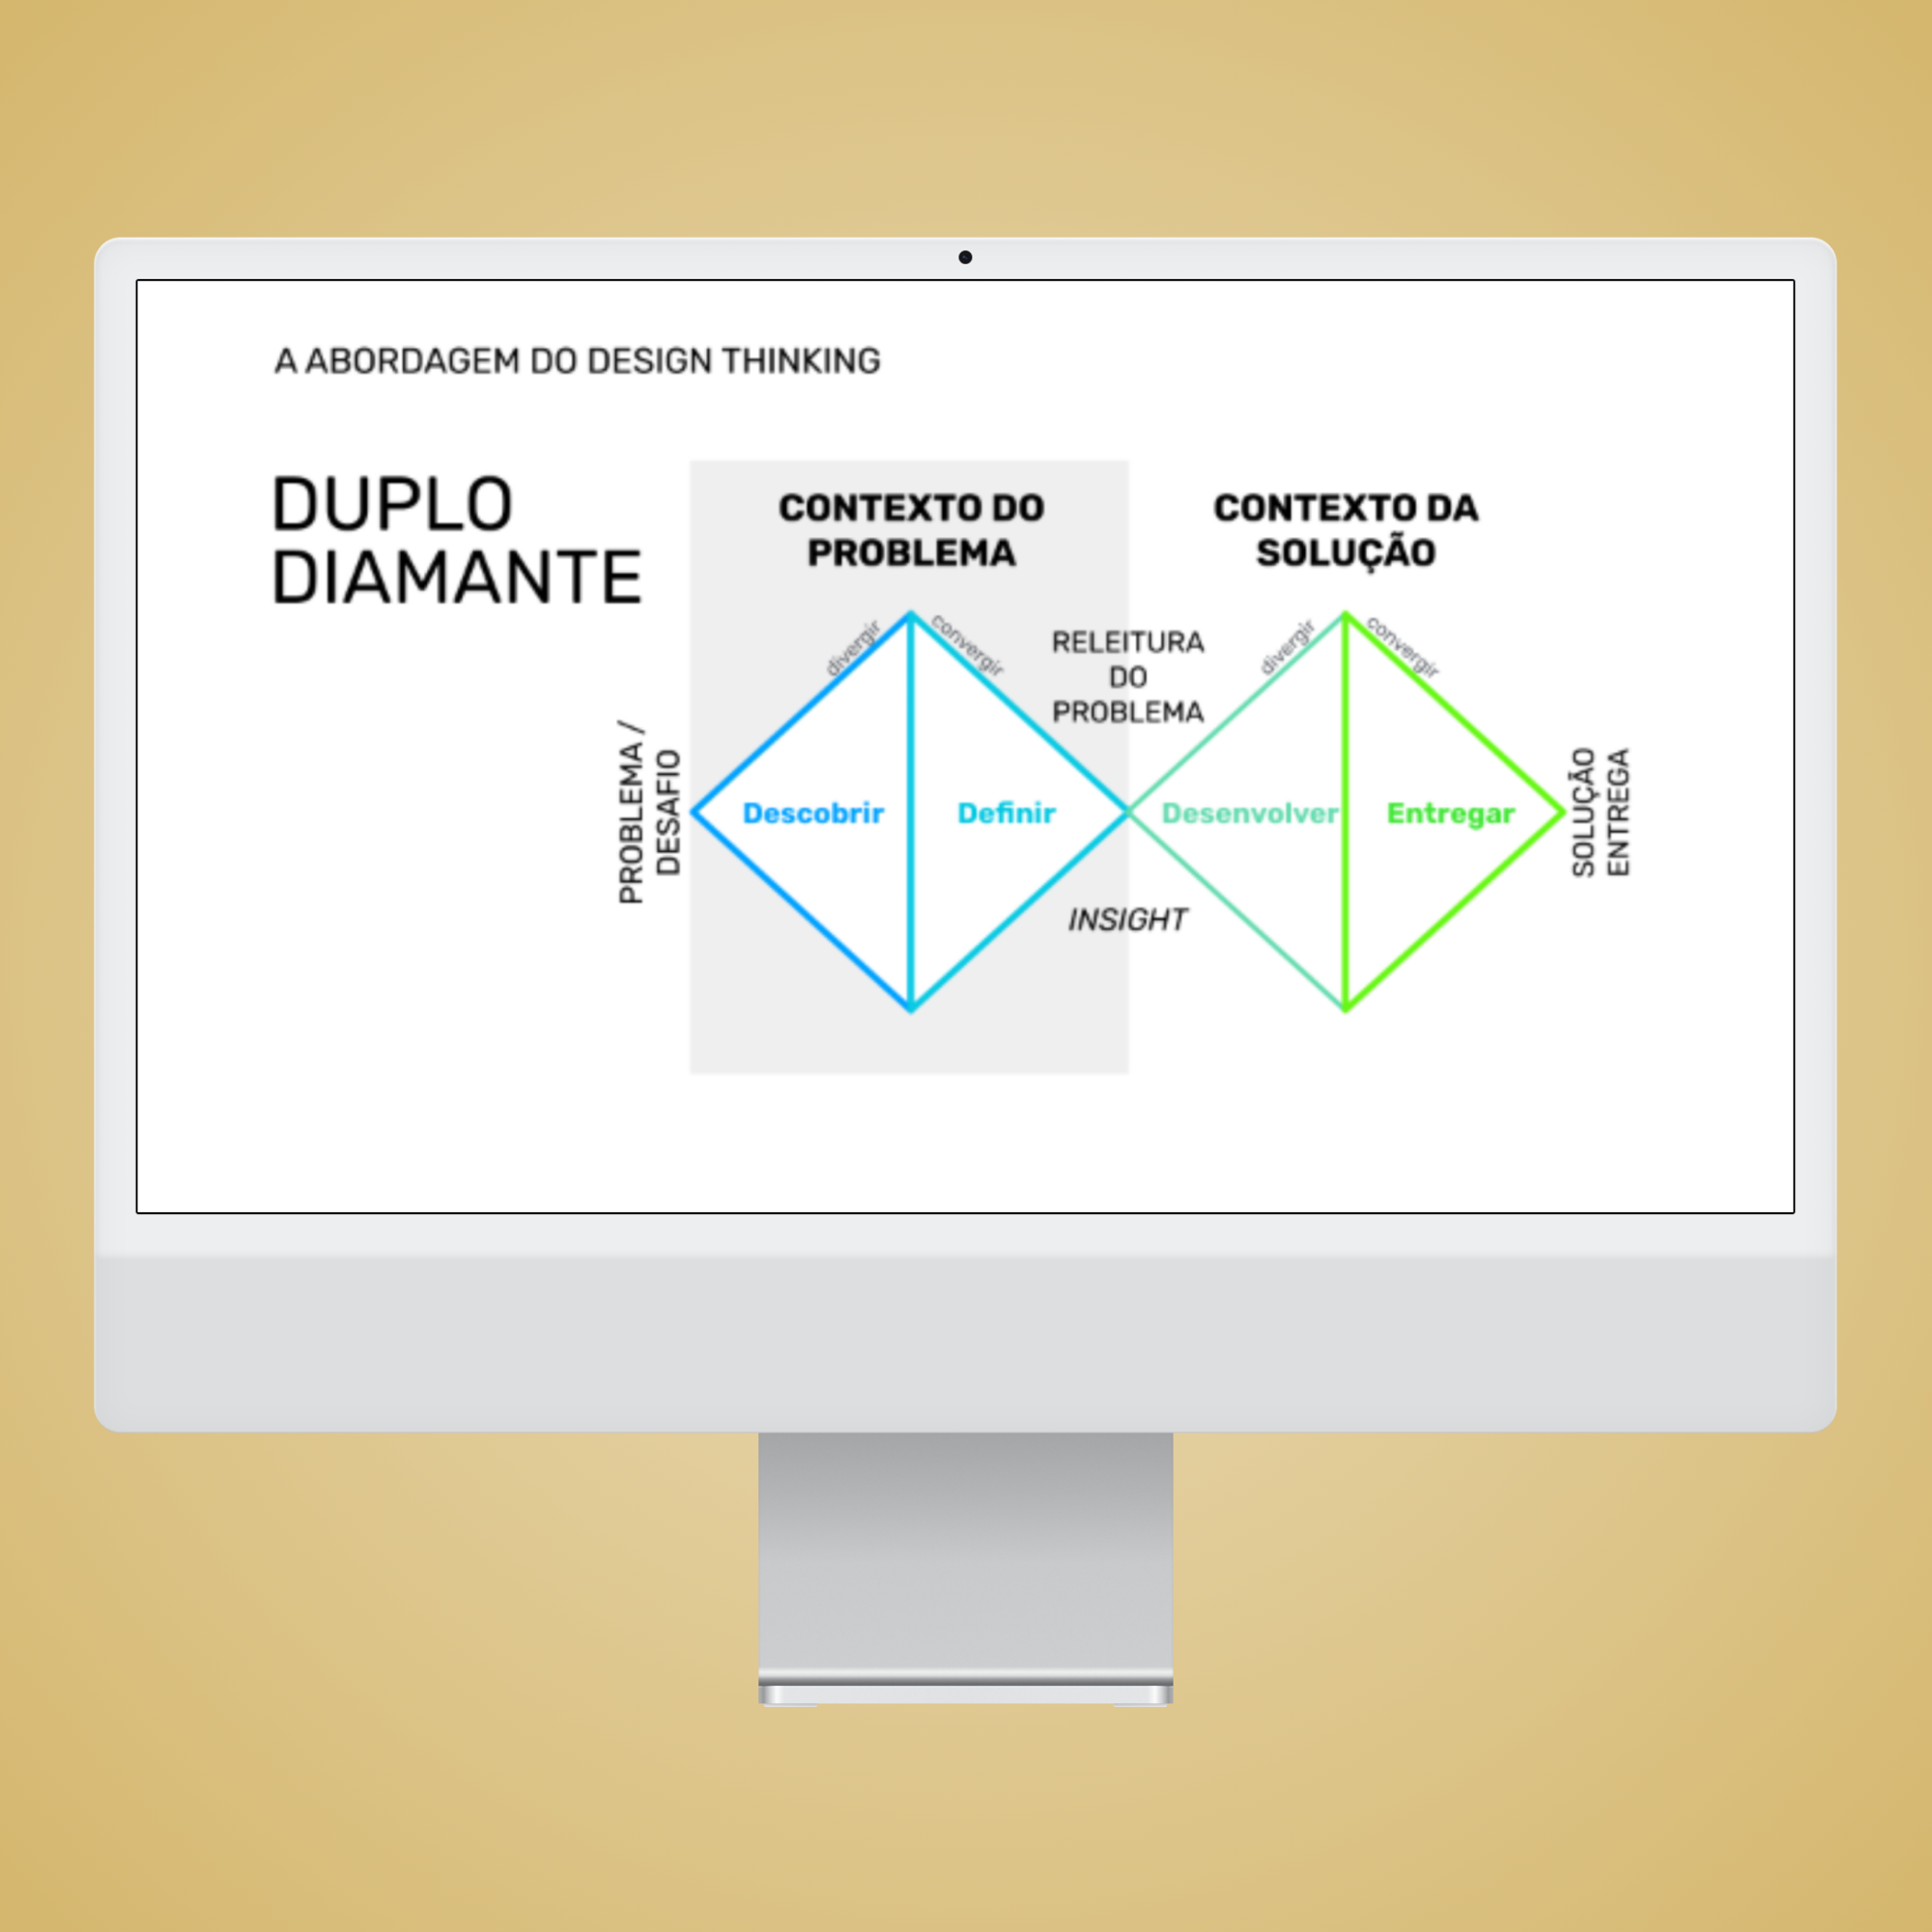 A ABORDAGEM DO DESIGN THINKING
DUPLO
DIAMANTE
CONTEXTO DO
PROBLEMA
CONTEXTO DA
SOLUÇÃO
divergir
convergir
RELEITURA
DO
PROBLEMA
divergir
convergir
PROBLEMA /
DESAFIO
Descobrir
Definir
Desenvolver
Entregar
SOLUÇÃO
ENTREGA
INSIGHT